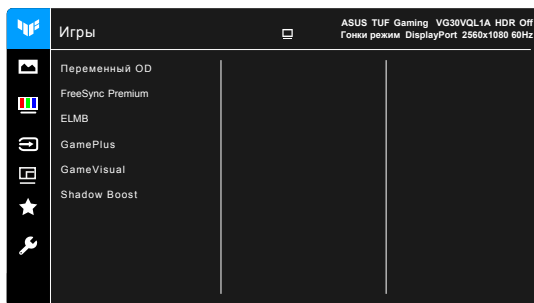 Игры
ASUS TUF Gaming VG30VQL1A HDR Off
Гонки режим DisplayPort 2560x1080 60Hz
Переменный OD
FreeSync Premium
ELMB
GamePlus
GameVisual
Shadow Boost